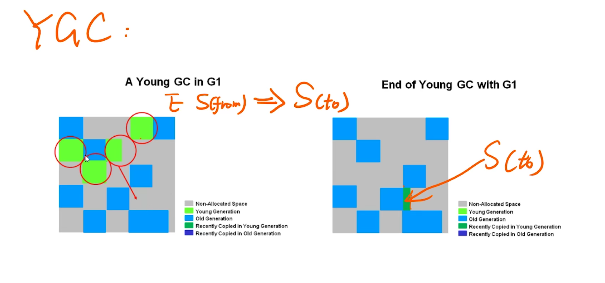 YGC:
A Young GC in G1
E S(from) => S(to)
Non-Allocated Space
Young Generation
Old Generation
Recently Copied in Young Generation
Recently Copied in Old Generation
End of Young GC with G1
S(to)
Non-Allocated Space
Young Generation
Old Generation
Recently Copied in Young Generation
Recently Copied in Old Generation